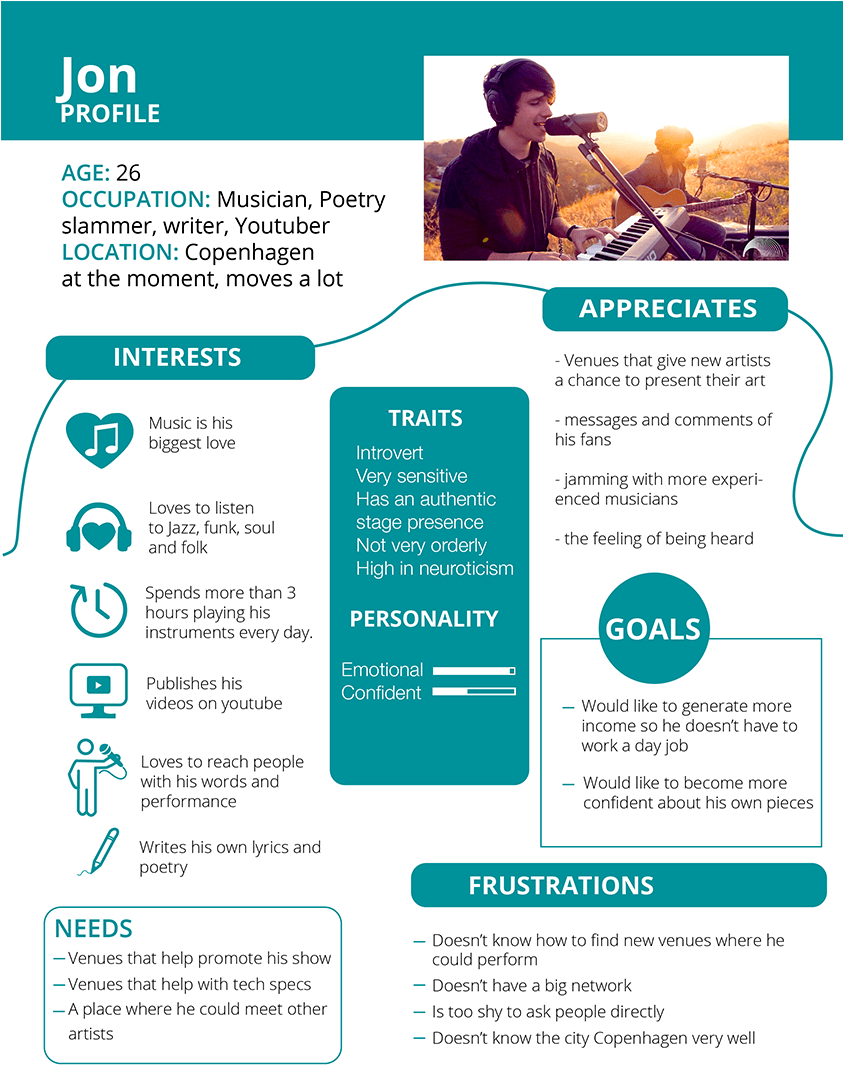 Jon
PROFILE
AGE: 26
OCCUPATION: Musician, Poetry
slammer, writer, Youtuber
LOCATION: Copenhagen
at the moment, moves a lot
INTERESTS
Music is his
biggest love
Loves to listen
to Jazz, funk, soul
and folk
Spends more than 3
hours playing his
instruments every day.
Publishes his
videos on youtube
Loves to reach people
with his words and
performance
Writes his own lyrics and
poetry
NEEDS
— Venues that help promote his show
— Venues that help with tech specs
— A place where he could meet other
artists
TRAITS
Introvert
Very sensitive
Has an authentic
stage presence
Not very orderly
High in neuroticism
PERSONALITY
Emotional
Confident
APPRECIATES
- Venues that give new artists
a chance to present their art
- messages and comments of
his fans
- jamming with more experi-
enced musicians
- the feeling of being heard
GOALS
— Would like to generate more
income so he doesn’t have to
work a day job
— Would like to become more
confident about his own pieces
FRUSTRATIONS
— Doesn’t know how to find new venues where he
could perform
— Doesn’t have a big network
— Is too shy to ask people directly
— Doesn’t know the city Copenhagen very well